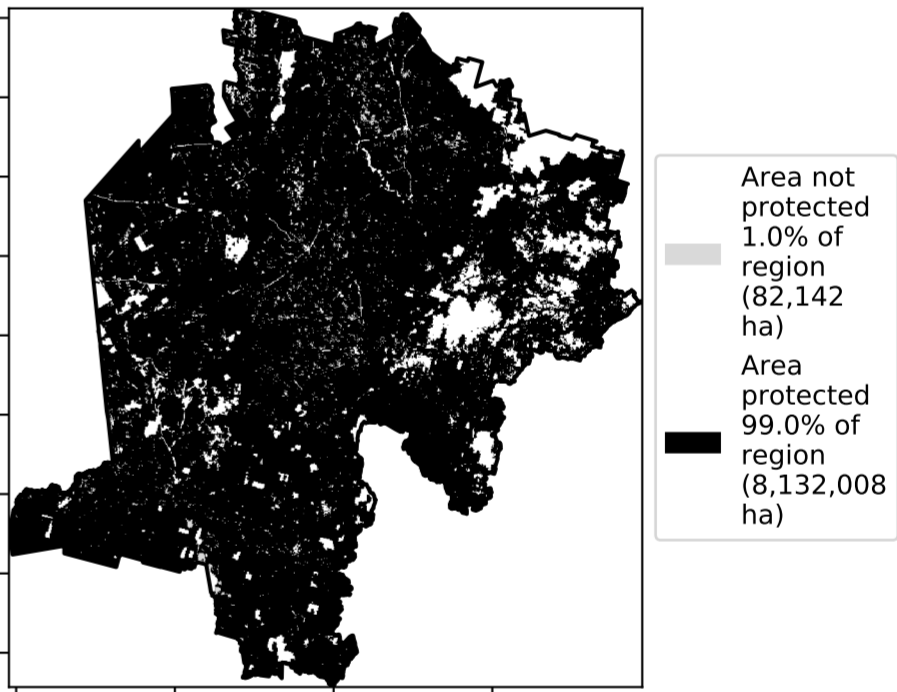 Area not
protected
1.0% of
region
(82,142
ha)
Area
protected
99.0% of
region
(8,132,008
ha)